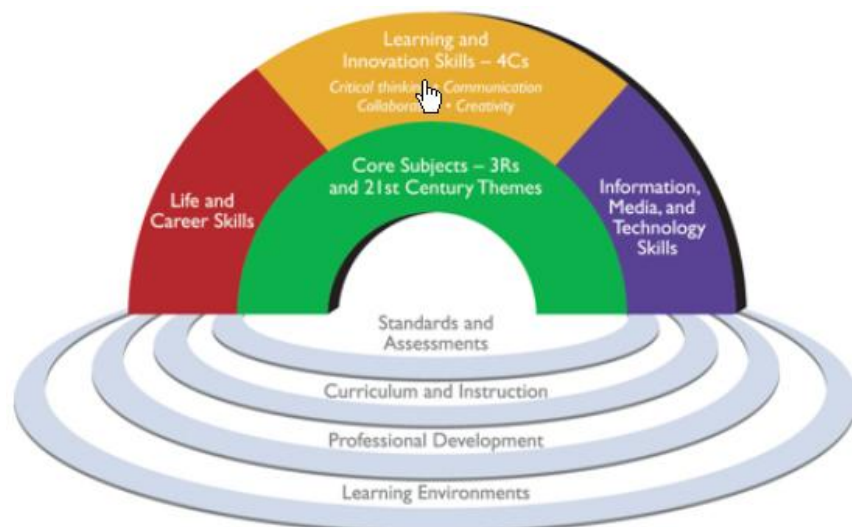 Learning and
Innovation Skills – 4Cs
Critical thinking Communication
• Creativity
Core Subjects – 3Rs
and 21st Century Themes
Life and
Career Skills
Information,
Media, and
Technology
Skills
Standards and
Assessments
Curriculum and Instruction
Professional Development
Learning Environments